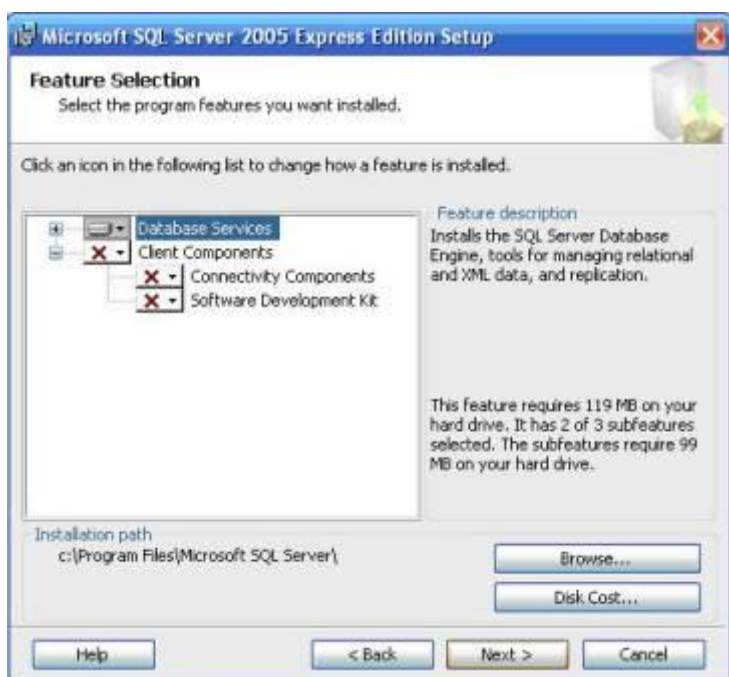 Microsoft SQL Server 2005 Express Edition Setup
Feature Selection
Select the program features you want installed.
Click an icon in the following list to change how a feature is installed.
Database Services
Client Components
Connectivity Components
Software Development Kit
Feature description
Installs the SQL Server Database
Engine, tools for managing relational
and XML data, and replication.
This feature requires 119 MB on your
hard drive. It has 2 of 3 subfeatures
selected. The subfeatures require 99
MB on your hard drive.
Installation path
c:\Program Files\Microsoft SQL Server\
Browse...
Disk Cost...
Help
< Back
Next >
Cancel